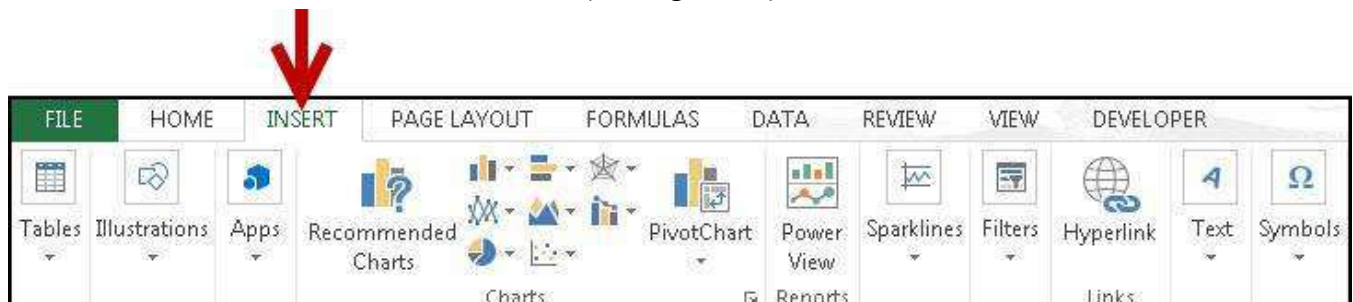 FILE HOME INSERT PAGE LAYOUT FORMULAS DATA REVIEW VIEW DEVELOPER
Tables Illustrations Apps Recommended Charts PivotChart Power View Sparklines Filters Hyperlink Text Symbols
Charts Reports Links